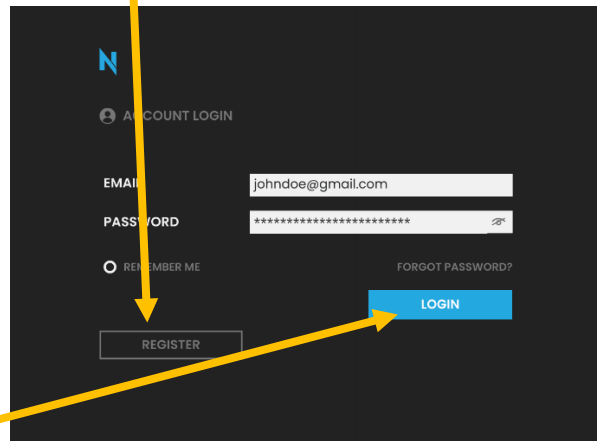 N
ACCOUNT LOGIN
EMAIL
johndoe@gmail.com
PASSWORD
************************
REMEMBER ME
FORGOT PASSWORD?
LOGIN
REGISTER